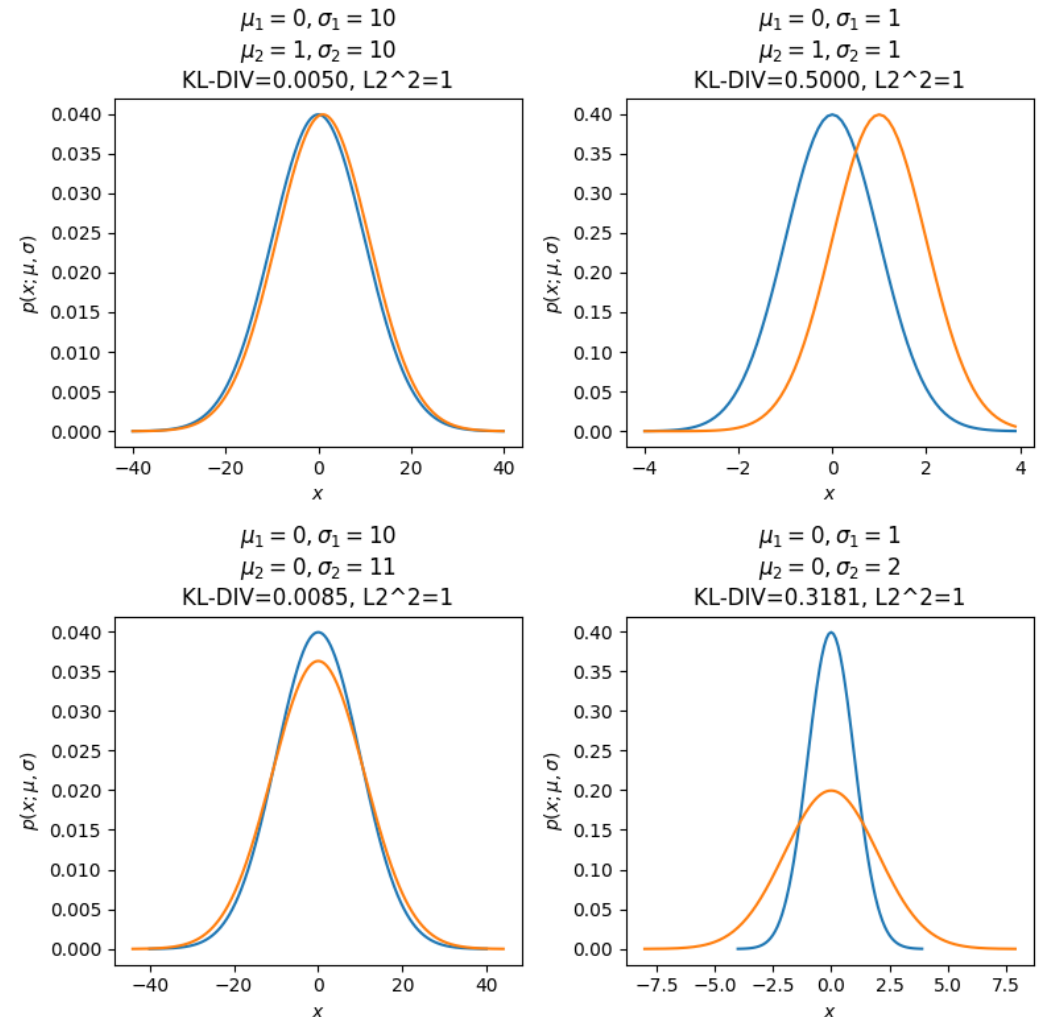 μ₁ = 0, σ₁ = 10
μ₂ = 1, σ₂ = 10
KL-DIV=0.0050, L2^2=1
p(x; μ, σ)
0.040
0.035
0.030
0.025
0.020
0.015
0.010
0.005
0.000
−40 −20 0 20 40
x
μ₁ = 0, σ₁ = 1
μ₂ = 1, σ₂ = 1
KL-DIV=0.5000, L2^2=1
p(x; μ, σ)
0.40
0.35
0.30
0.25
0.20
0.15
0.10
0.05
0.00
−4 −2 0 2 4
x
μ₁ = 0, σ₁ = 10
μ₂ = 0, σ₂ = 11
KL-DIV=0.0085, L2^2=1
p(x; μ, σ)
0.040
0.035
0.030
0.025
0.020
0.015
0.010
0.005
0.000
−40 −20 0 20 40
x
μ₁ = 0, σ₁ = 1
μ₂ = 0, σ₂ = 2
KL-DIV=0.3181, L2^2=1
p(x; μ, σ)
0.40
0.35
0.30
0.25
0.20
0.15
0.10
0.05
0.00
−7.5 −5.0 −2.5 0.0 2.5 5.0 7.5
x